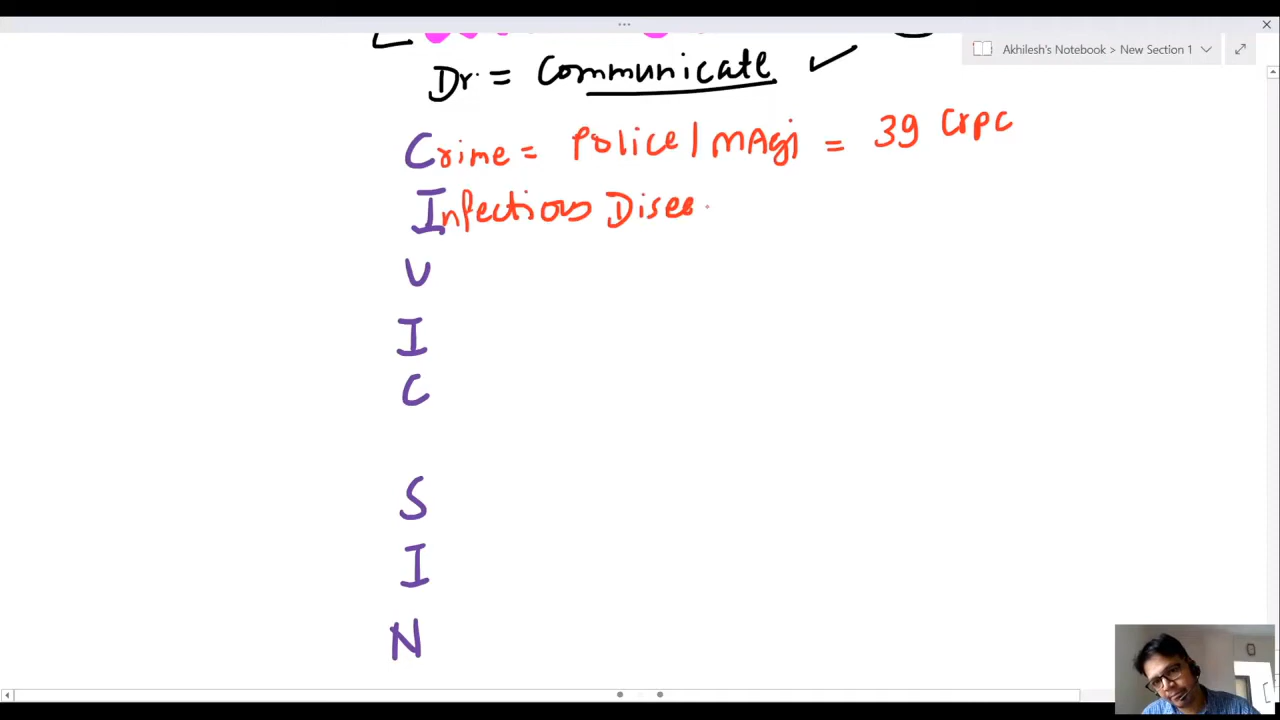 Akhilesh's Notebook > New Section 1
Dr. = Communicate
Crime = Police / MAgi = 39 Crpc
Infectious Disea
V
I
C
S
I
N